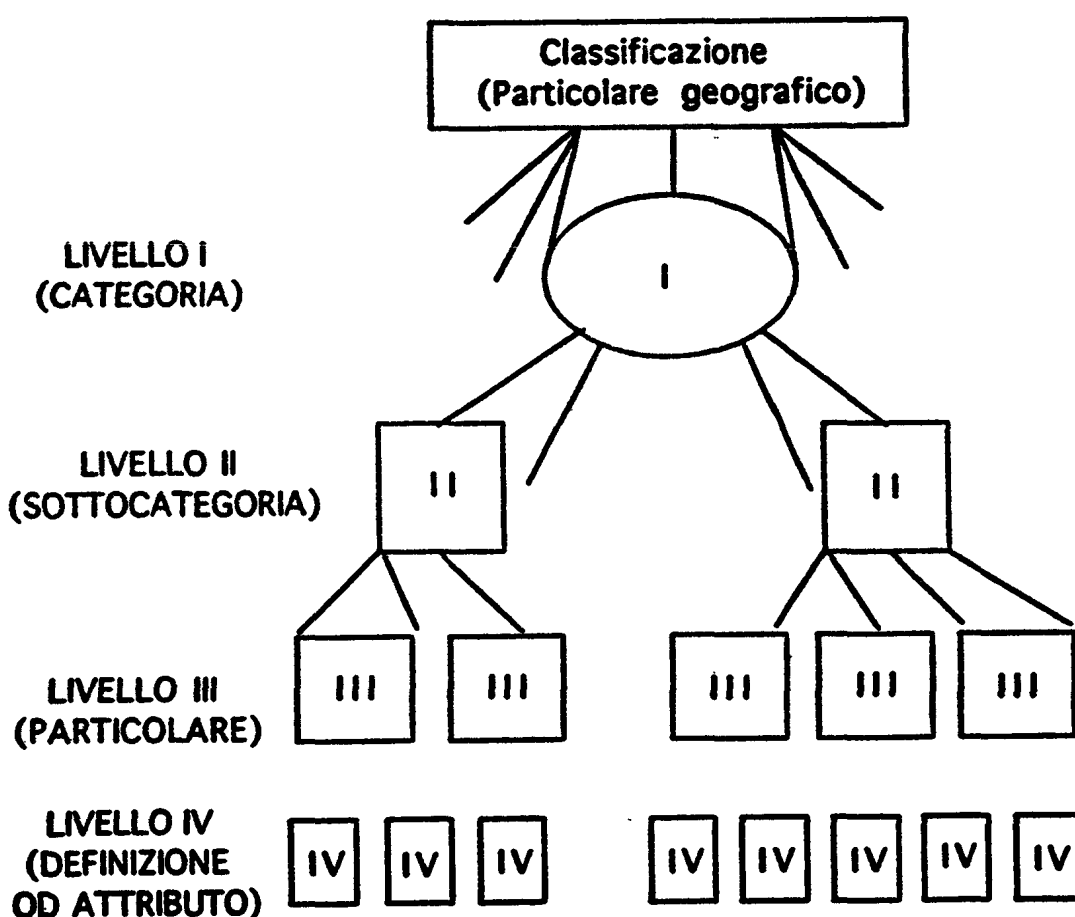 Classificazione
(Particolare geografico)
LIVELLO I
(CATEGORIA)
I
LIVELLO II
(SOTTOCATEGORIA)
II
II
LIVELLO III
(PARTICOLARE)
III
III
III
III
III
LIVELLO IV
(DEFINIZIONE
OD ATTRIBUTO)
IV
IV
IV
IV
IV
IV
IV
IV